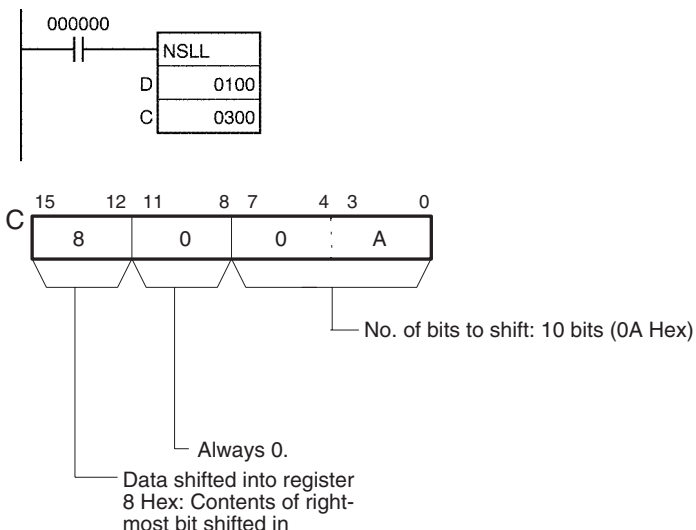 000000
NSLL
D 0100
C 0300
15 12 11 8 7 4 3 0
C 8 0 0 A
No. of bits to shift: 10 bits (0A Hex)
Always 0.
Data shifted into register
8 Hex: Contents of right-
most bit shifted in